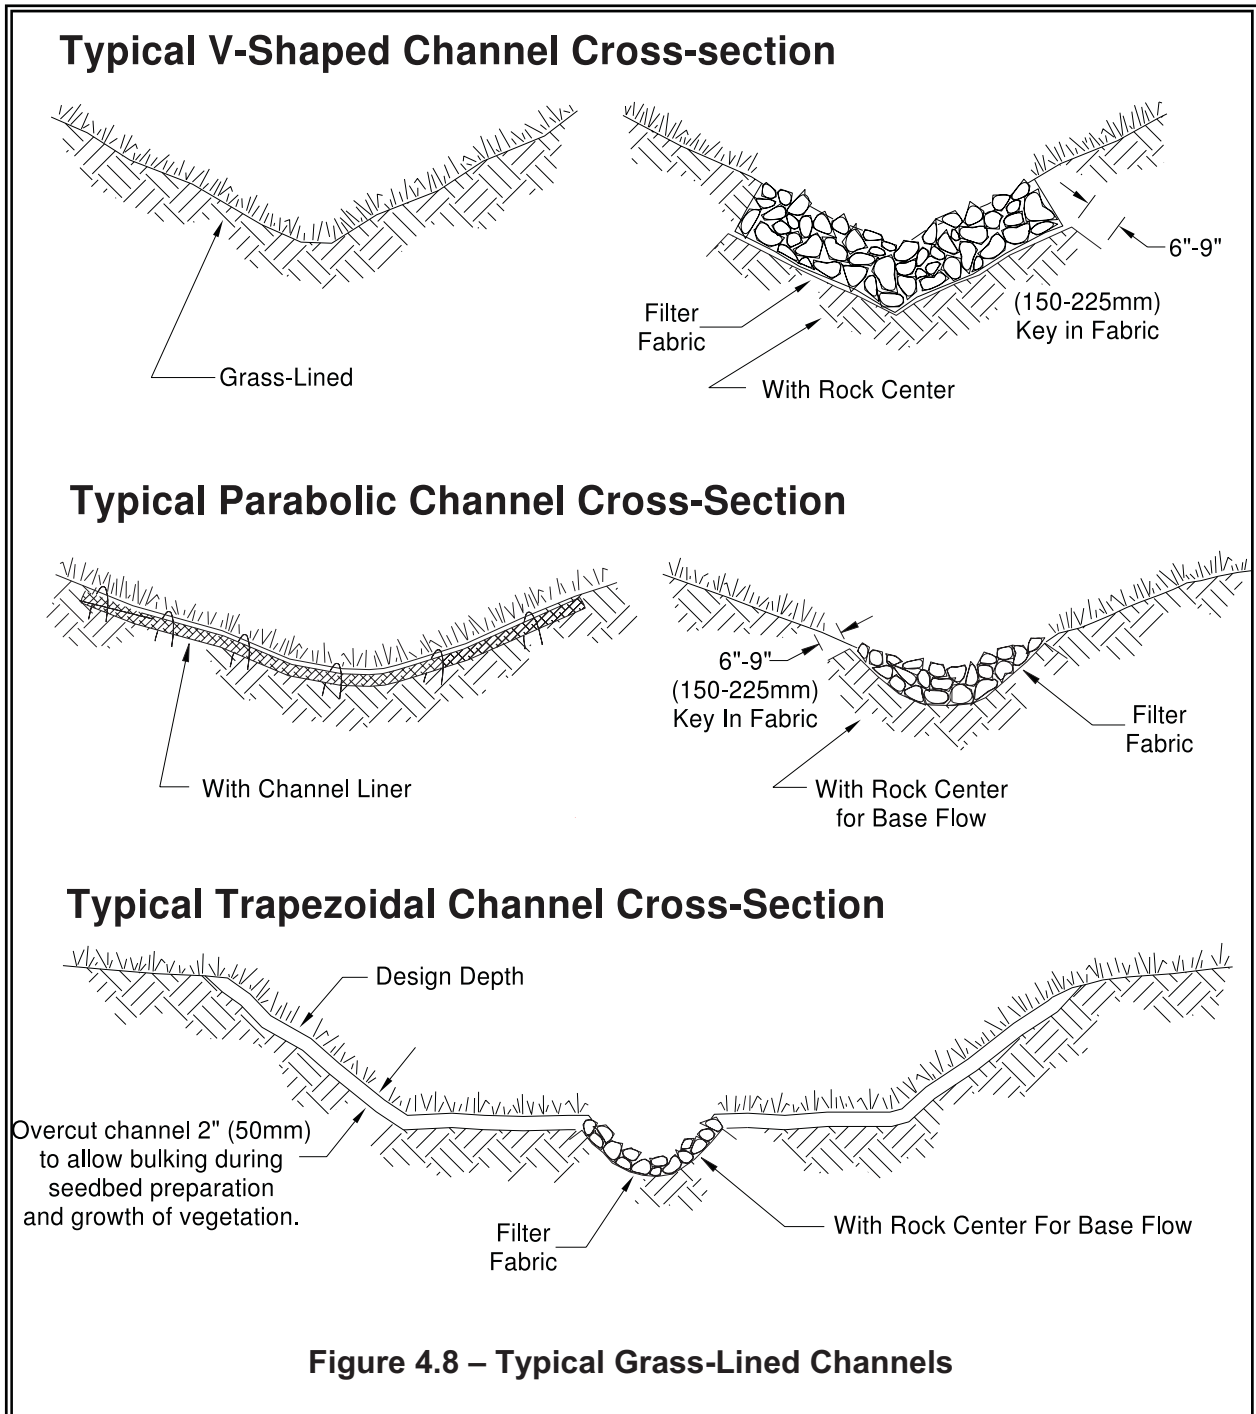 Typical V-Shaped Channel Cross-section
Grass-Lined
Filter
Fabric
With Rock Center
6"-9"
(150-225mm)
Key in Fabric
Typical Parabolic Channel Cross-Section
With Channel Liner
6"-9"
(150-225mm)
Key In Fabric
With Rock Center
for Base Flow
Filter
Fabric
Typical Trapezoidal Channel Cross-Section
Design Depth
Overcut channel 2" (50mm)
to allow bulking during
seedbed preparation
and growth of vegetation.
Filter
Fabric
With Rock Center For Base Flow
Figure 4.8 – Typical Grass-Lined Channels